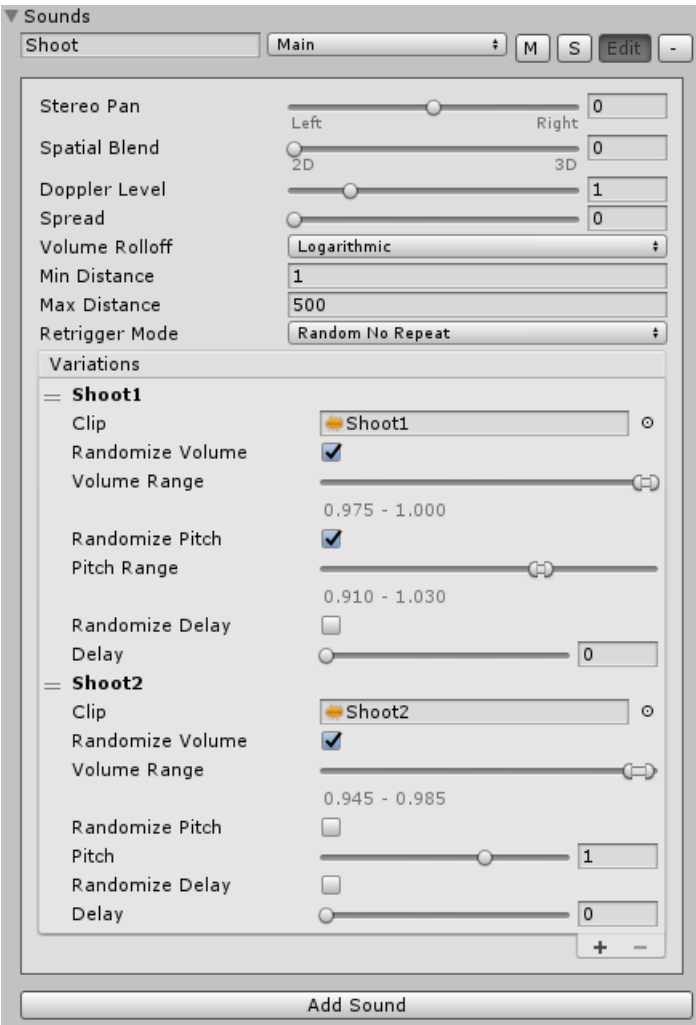 Sounds
Shoot Main M S Edit -
Stereo Pan 0
Left Right
Spatial Blend 0
2D 3D
Doppler Level 1
Spread 0
Volume Rolloff Logarithmic
Min Distance 1
Max Distance 500
Retrigger Mode Random No Repeat
Variations
Shoot1
Clip Shoot1
Randomize Volume
Volume Range
0.975 - 1.000
Randomize Pitch
Pitch Range
0.910 - 1.030
Randomize Delay
Delay 0
Shoot2
Clip Shoot2
Randomize Volume
Volume Range
0.945 - 0.985
Randomize Pitch
Pitch 1
Randomize Delay
Delay 0
+ -
Add Sound